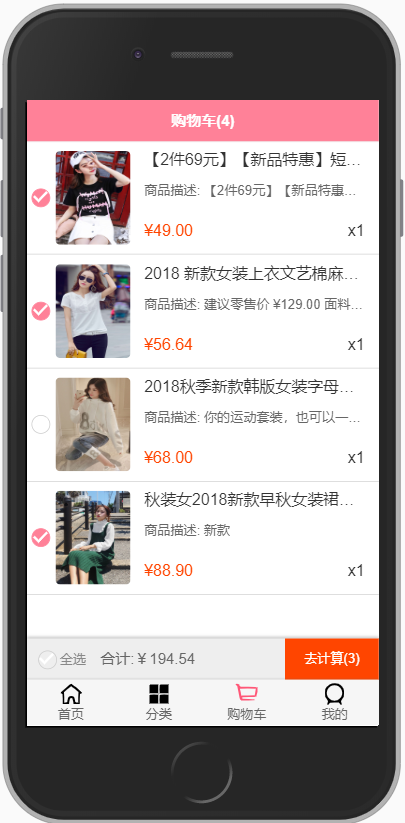 购物车(4)
【2件69元】【新品特惠】短…
商品描述: 【2件69元】【新品特惠…
¥49.00 x1
2018 新款女装上衣文艺棉麻…
商品描述: 建议零售价 ¥129.00 面料…
¥56.64 x1
2018秋季新款韩版女装字母…
商品描述: 你的运动套装，也可以一…
¥68.00 x1
秋装女2018新款早秋女装裙…
商品描述: 新款
¥88.90 x1
全选 合计: ¥ 194.54 去计算(3)
首页 分类 购物车 我的